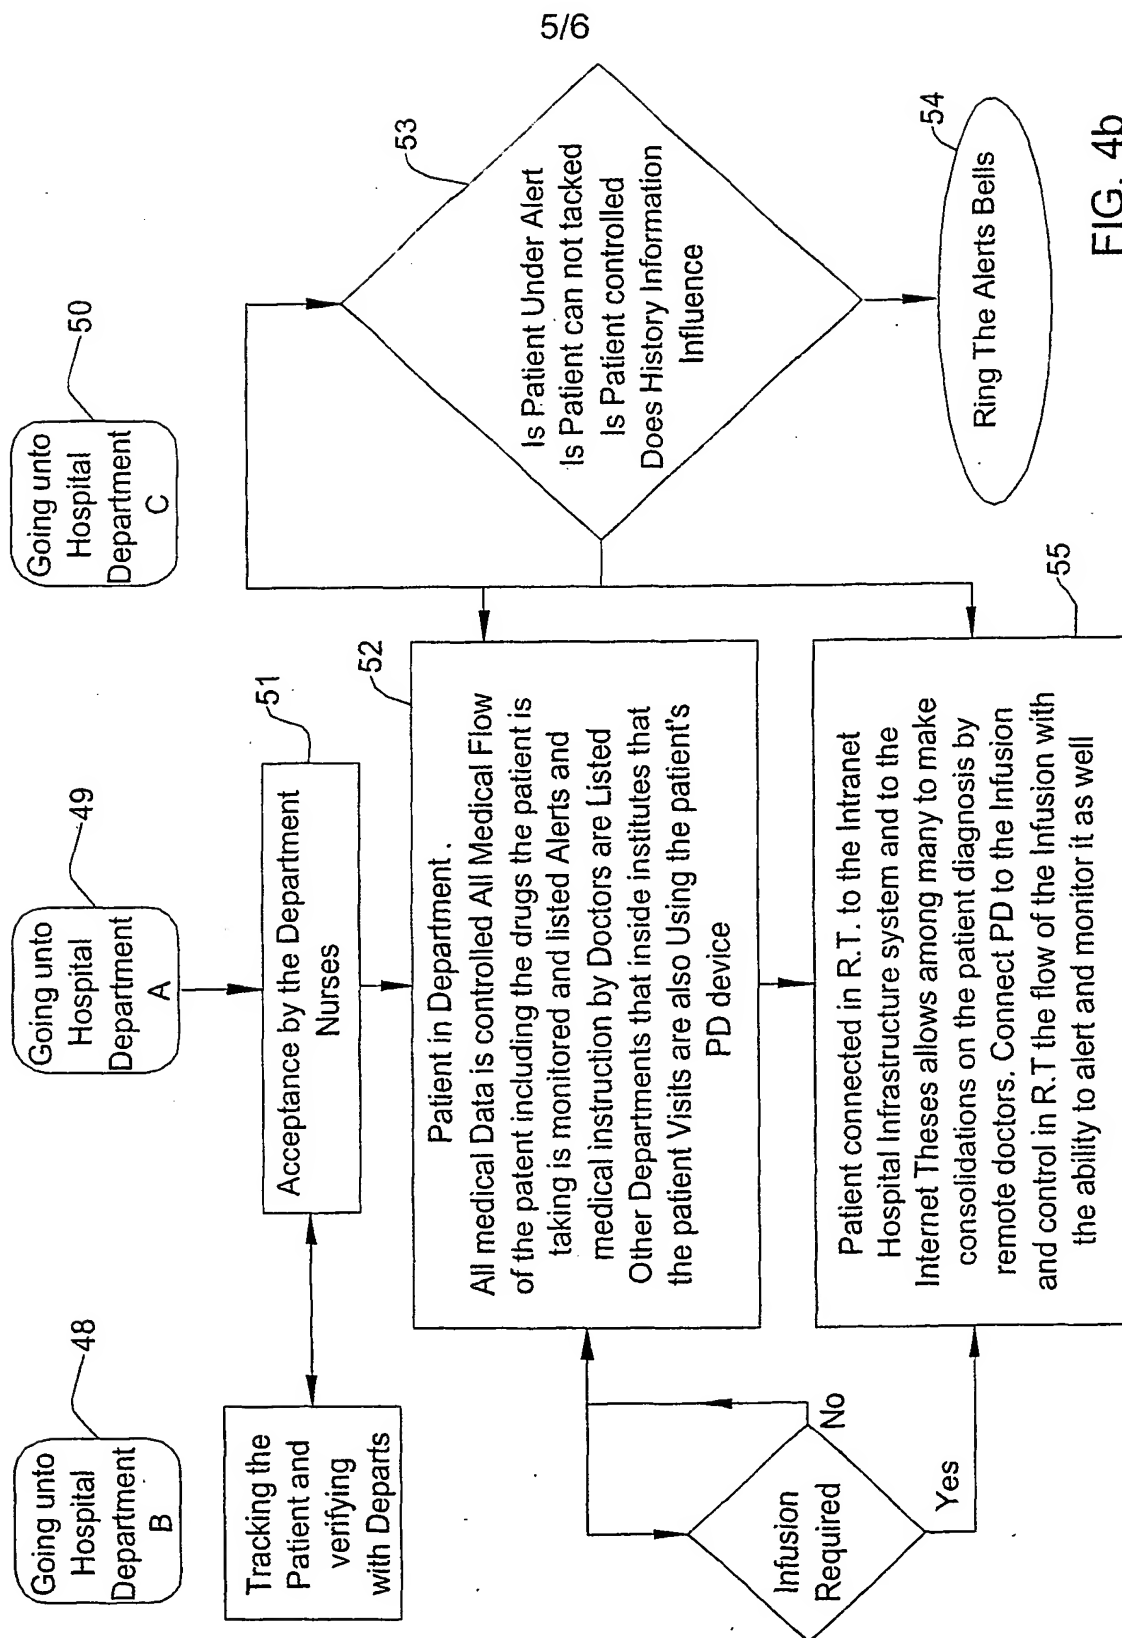 5/6
Going unto
Hospital
Department
B
48
Going unto
Hospital
Department
A
49
Going unto
Hospital
Department
C
50
Tracking the
Patient and
verifying
with Departs
Acceptance by the Department
Nurses
51
Patient in Department .
All medical Data is controlled All Medical Flow
of the patent including the drugs the patient is
taking is monitored and listed Alerts and
medical instruction by Doctors are Listed
Other Departments that inside institutes that
the patient Visits are also Using the patient's
PD device
52
Is Patient Under Alert
Is Patient can not tacked
Is Patient controlled
Does History Information
Influence
53
Infusion
Required
No
Yes
Patient connected in R.T. to the Intranet
Hospital Infrastructure system and to the
Internet Theses allows among many to make
consolidations on the patient diagnosis by
remote doctors. Connect PD to the Infusion
and control in R.T the flow of the Infusion with
the ability to alert and monitor it as well
55
Ring The Alerts Bells
54
FIG. 4b